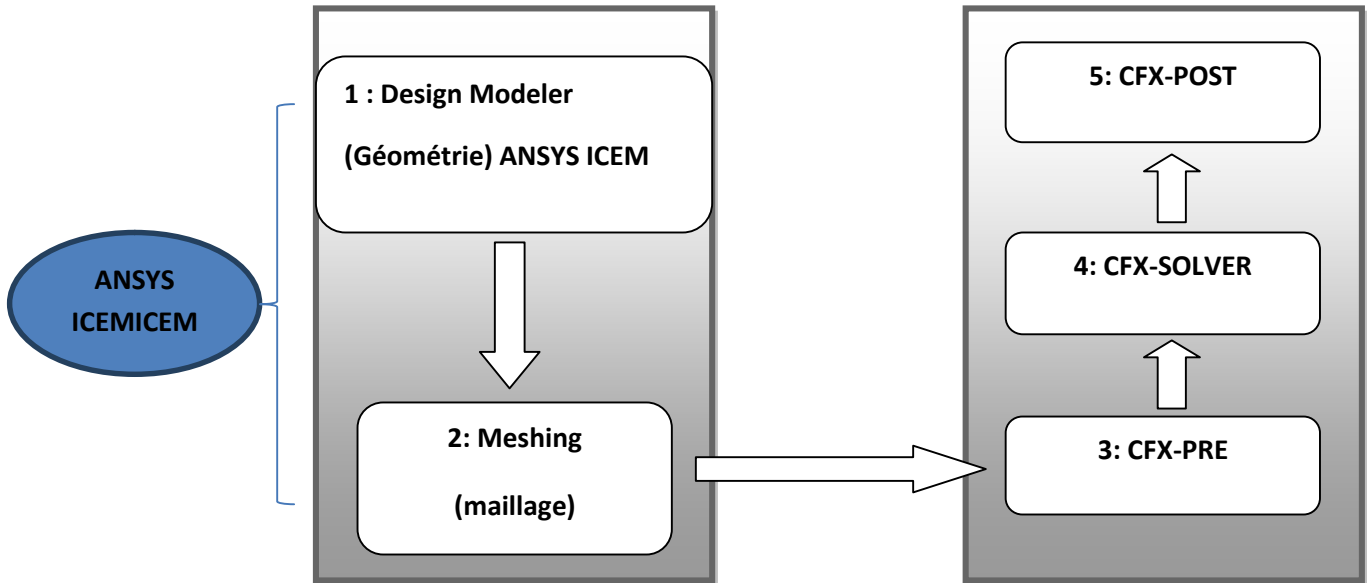 ANSYS
ICEMICEM
1 : Design Modeler
(Géométrie) ANSYS ICEM
2: Meshing
(maillage)
5: CFX-POST
4: CFX-SOLVER
3: CFX-PRE